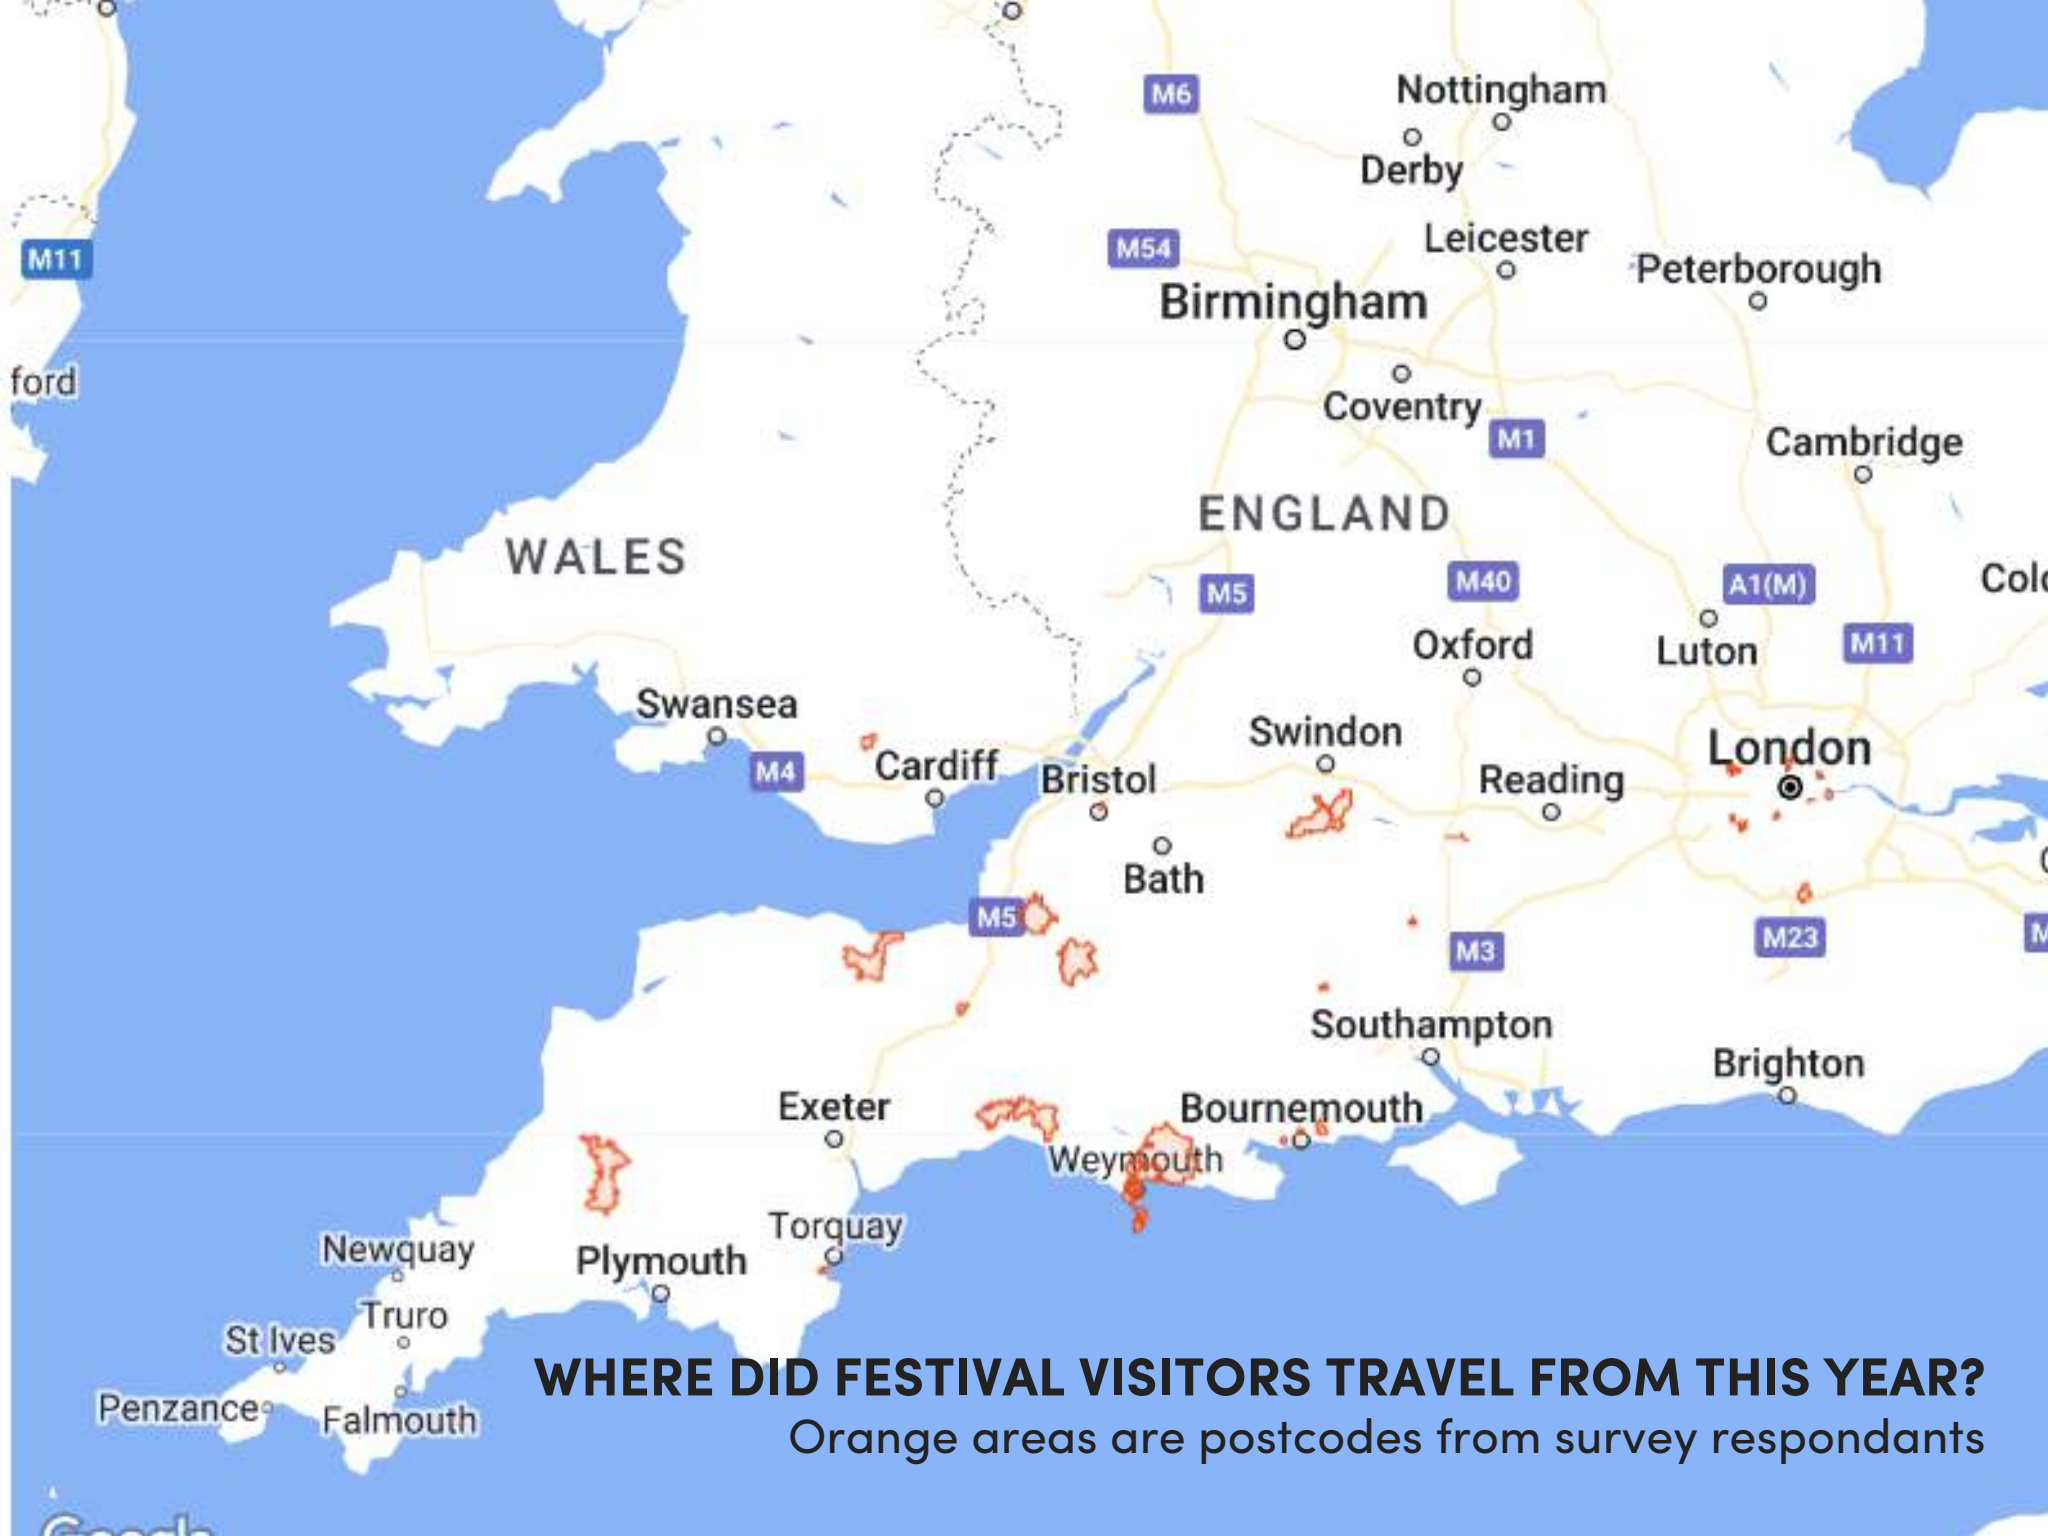 M6
Nottingham
Derby
M54
Leicester
M11
Peterborough
Birmingham
ford
Coventry
M1
Cambridge
ENGLAND
WALES
M5
M40
A1(M)
Oxford
Luton
M11
Swansea
Swindon
London
M4
Cardiff
Bristol
Reading
Bath
M5
M23
M3
Southampton
Brighton
Exeter
Bournemouth
Weymouth
Torquay
Newquay
Plymouth
Truro
St Ives
Penzance
Falmouth
WHERE DID FESTIVAL VISITORS TRAVEL FROM THIS YEAR?
Orange areas are postcodes from survey respondants
Google